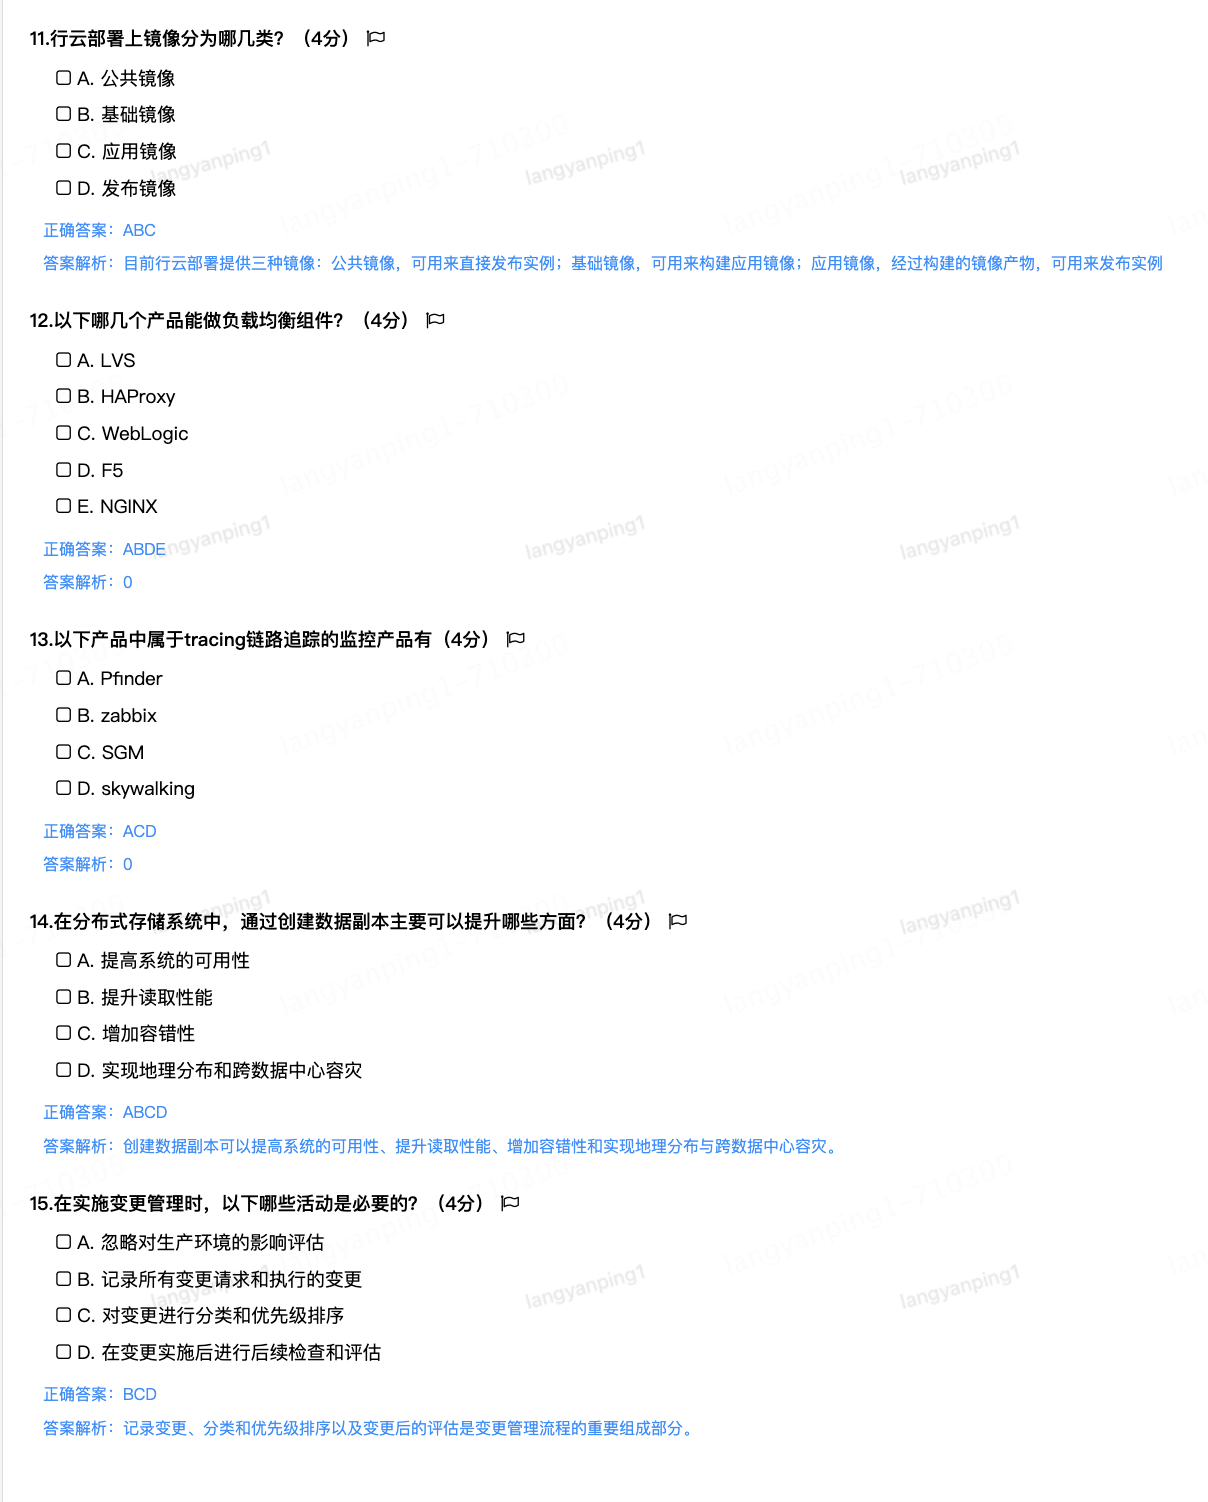 11.行云部署上镜像分为哪几类？（4分）
A. 公共镜像
B. 基础镜像
C. 应用镜像
D. 发布镜像
正确答案：ABC
答案解析：目前行云部署提供三种镜像：公共镜像，可用来直接发布实例；基础镜像，可用来构建应用镜像；应用镜像，经过构建的镜像产物，可用来发布实例
12.以下哪几个产品能做负载均衡组件？（4分）
A. LVS
B. HAProxy
C. WebLogic
D. F5
E. NGINX
正确答案：ABDE
答案解析：0
13.以下产品中属于tracing链路追踪的监控产品有（4分）
A. Pfinder
B. zabbix
C. SGM
D. skywalking
正确答案：ACD
答案解析：0
14.在分布式存储系统中，通过创建数据副本主要可以提升哪些方面？（4分）
A. 提高系统的可用性
B. 提升读取性能
C. 增加容错性
D. 实现地理分布和跨数据中心容灾
正确答案：ABCD
答案解析：创建数据副本可以提高系统的可用性、提升读取性能、增加容错性和实现地理分布与跨数据中心容灾。
15.在实施变更管理时，以下哪些活动是必要的？（4分）
A. 忽略对生产环境的影响评估
B. 记录所有变更请求和执行的变更
C. 对变更进行分类和优先级排序
D. 在变更实施后进行后续检查和评估
正确答案：BCD
答案解析：记录变更、分类和优先级排序以及变更后的评估是变更管理流程的重要组成部分。
langyanping1
langyanping1
langyanping1
langyanping1
langyanping1
langyanping1
langyanping1
langyanping1